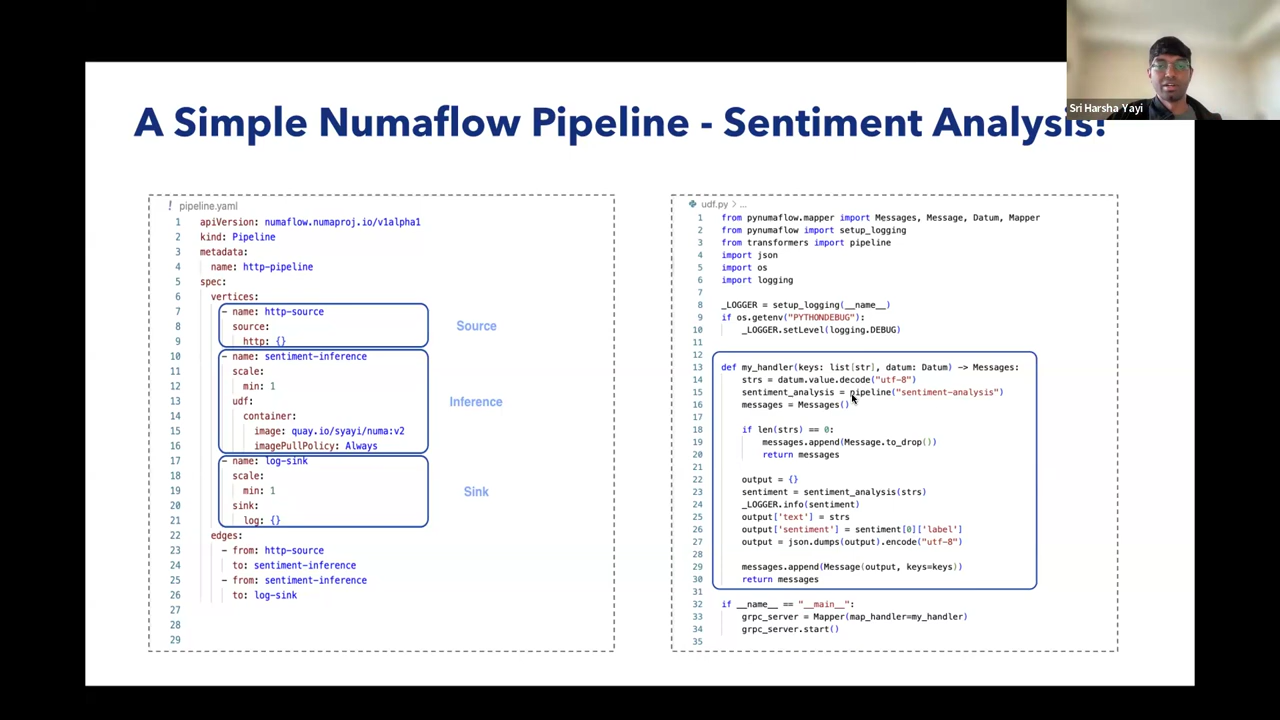 A Simple Numaflow Pipeline - Sentiment Analysis!
Sri Harsha Yayi
! pipeline.yaml
1 apiVersion: numaflow.numaproj.io/v1alpha1
2 kind: Pipeline
3 metadata:
4 name: http-pipeline
5 spec:
6 vertices:
7 - name: http-source
8 source:
9 http: {}
10 - name: sentiment-inference
11 scale:
12 min: 1
13 udf:
14 container:
15 image: quay.io/syayi/numa:v2
16 imagePullPolicy: Always
17 - name: log-sink
18 scale:
19 min: 1
20 sink:
21 log: {}
22 edges:
23 - from: http-source
24 to: sentiment-inference
25 - from: sentiment-inference
26 to: log-sink
27
28
29
Source
Inference
Sink
udf.py > ...
1 from pynumaflow.mapper import Messages, Message, Datum, Mapper
2 from pynumaflow import setup_logging
3 from transformers import pipeline
4 import json
5 import os
6 import logging
7
8 _LOGGER = setup_logging(__name__)
9 if os.getenv("PYTHONDEBUG"):
10 _LOGGER.setLevel(logging.DEBUG)
11
12
13 def my_handler(keys: list[str], datum: Datum) -> Messages:
14 strs = datum.value.decode("utf-8")
15 sentiment_analysis = pipeline("sentiment-analysis")
16 messages = Messages()
17
18 if len(strs) == 0:
19 messages.append(Message.to_drop())
20 return messages
21
22 output = {}
23 sentiment = sentiment_analysis(strs)
24 _LOGGER.info(sentiment)
25 output['text'] = strs
26 output['sentiment'] = sentiment[0]['label']
27 output = json.dumps(output).encode("utf-8")
28
29 messages.append(Message(output, keys=keys))
30 return messages
31
32 if __name__ == "__main__":
33 grpc_server = Mapper(map_handler=my_handler)
34 grpc_server.start()
35